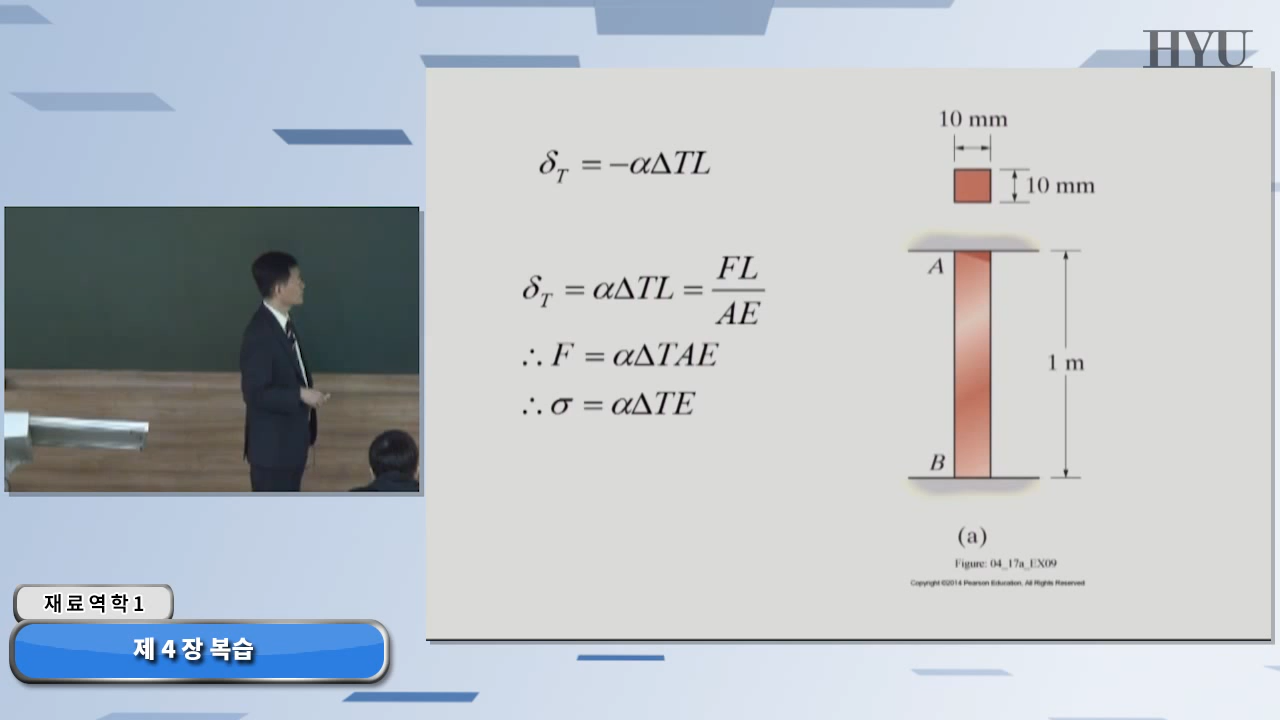 HYU
δ_T = −αΔTL
δ_T = αΔTL = FL/AE
∴ F = αΔTAE
∴ σ = αΔTE
10 mm
10 mm
A
1 m
B
(a)
Figure: 04_17a_EX09
Copyright ©2014 Pearson Education, All Rights Reserved
재료역학1
제4장 복습